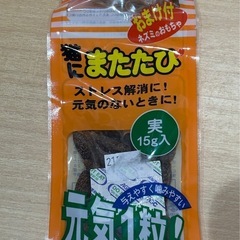 おまけ付
ネズミのおもちゃ
猫にまたたび
ストレス解消に!
元気のないときに!
実
15g入
与えやすく噛みやすい
元気1粒!